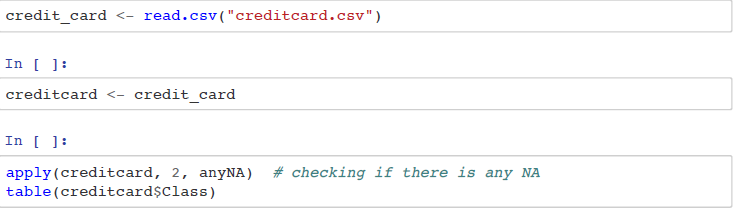 credit_card <- read.csv("creditcard.csv")
In [ ]:
creditcard <- credit_card
In [ ]:
apply(creditcard, 2, anyNA)  # checking if there is any NA
table(creditcard$Class)